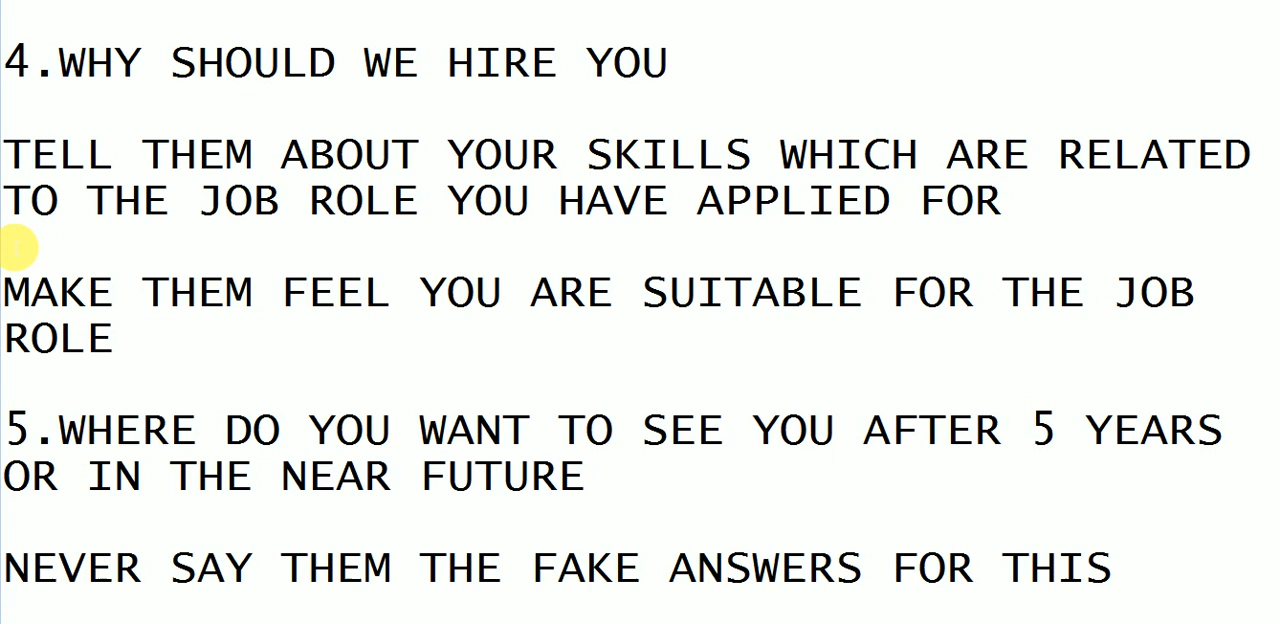 4.WHY SHOULD WE HIRE YOU
TELL THEM ABOUT YOUR SKILLS WHICH ARE RELATED
TO THE JOB ROLE YOU HAVE APPLIED FOR
MAKE THEM FEEL YOU ARE SUITABLE FOR THE JOB
ROLE
5.WHERE DO YOU WANT TO SEE YOU AFTER 5 YEARS
OR IN THE NEAR FUTURE
NEVER SAY THEM THE FAKE ANSWERS FOR THIS